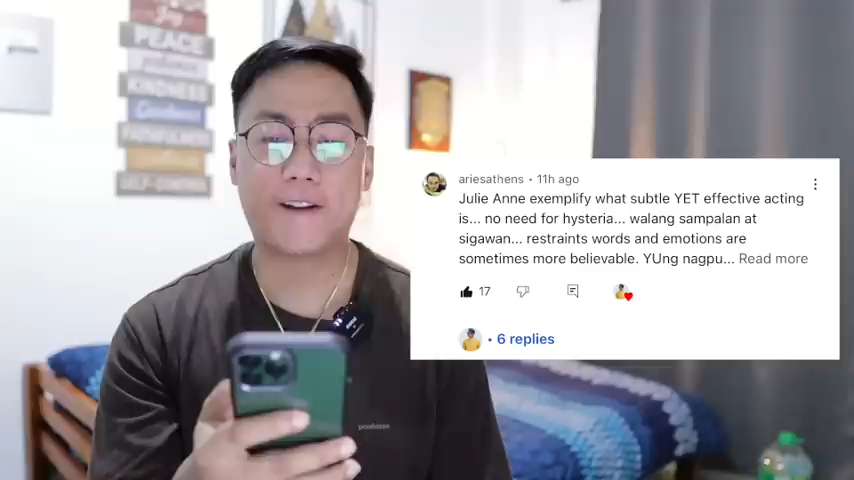 Joy
PEACE
patience
KINDNESS
Goodness
FAITHFULNESS
SELF-CONTROL
ariesathens • 11h ago
Julie Anne exemplify what subtle YET effective acting
is... no need for hysteria... walang sampalan at
sigawan... restraints words and emotions are
sometimes more believable. YUng nagpu... Read more
17
• 6 replies